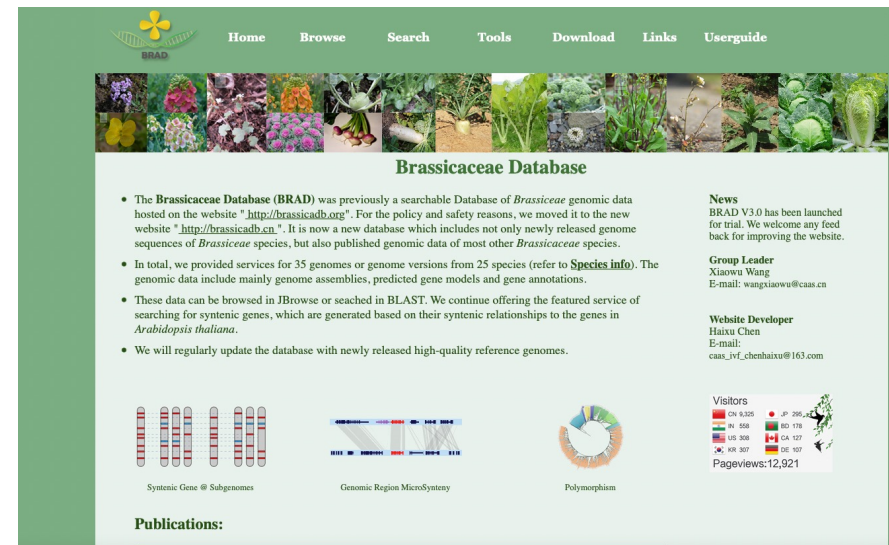 BRAD
Home Browse Search Tools Download Links Userguide
Brassicaceae Database
• The Brassicaceae Database (BRAD) was previously a searchable Database of Brassiceae genomic data
hosted on the website " http://brassicadb.org". For the policy and safety reasons, we moved it to the new
website " http://brassicadb.cn ". It is now a new database which includes not only newly released genome
sequences of Brassiceae species, but also published genomic data of most other Brassicaceae species.
• In total, we provided services for 35 genomes or genome versions from 25 species (refer to Species info). The
genomic data include mainly genome assemblies, predicted gene models and gene annotations.
• These data can be browsed in JBrowse or seached in BLAST. We continue offering the featured service of
searching for syntenic genes, which are generated based on their syntenic relationships to the genes in
Arabidopsis thaliana.
• We will regularly update the database with newly released high-quality reference genomes.
News
BRAD V3.0 has been launched
for trial. We welcome any feed
back for improving the website.
Group Leader
Xiaowu Wang
E-mail: wangxiaowu@caas.cn
Website Developer
Haixu Chen
E-mail:
caas_ivf_chenhaixu@163.com
Visitors
CN 9,325 JP 295
IN 558 BD 178
US 308 CA 127
KR 307 DE 107
Pageviews:12,921
Syntenic Gene @ Subgenomes
Genomic Region MicroSynteny
Polymorphism
Publications: